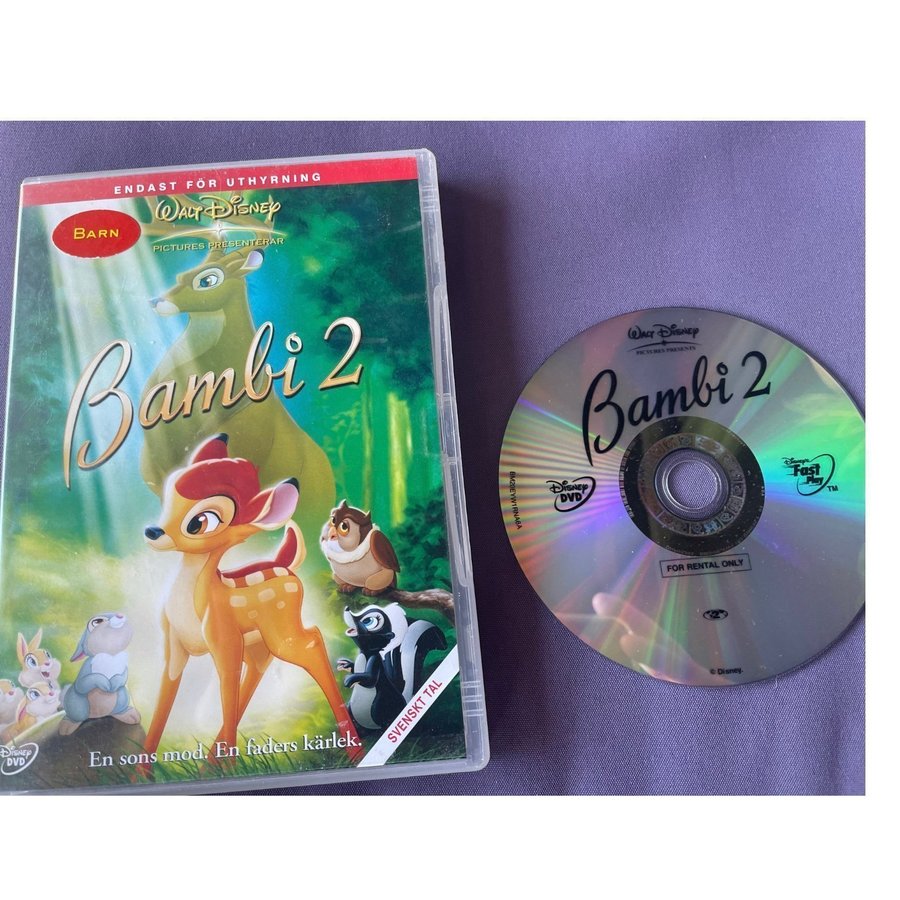 ENDAST FÖR UTHYRNING
WALT DISNEY
PICTURES PRESENTERAR
BARN
Bambi 2
En sons mod. En faders kärlek.
SVENSKT TAL
DISNEY
DVD
WALT DISNEY
PICTURES PRESENTS
Bambi 2
DISNEY
DVD
DISNEY'S
Fast
Play
TM
FOR RENTAL ONLY
© Disney.